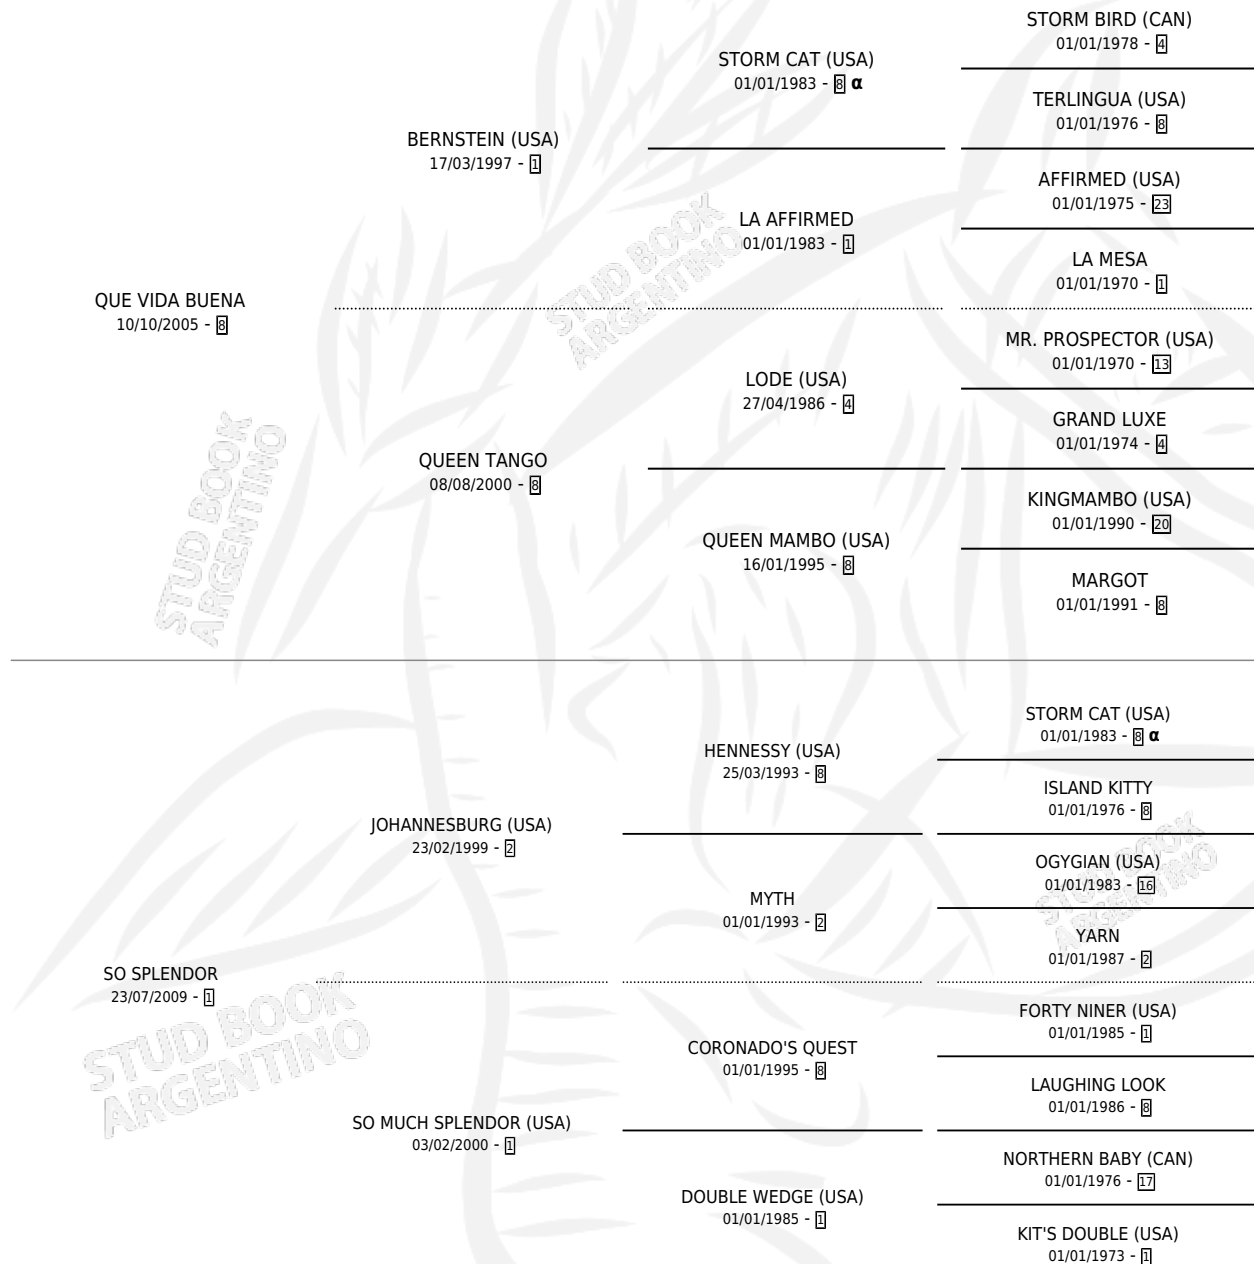 STORM BIRD (CAN)
01/01/1978 - 4
STORM CAT (USA)
01/01/1983 - 8 α
TERLINGUA (USA)
01/01/1976 - 8
BERNSTEIN (USA)
17/03/1997 - 1
AFFIRMED (USA)
01/01/1975 - 23
LA AFFIRMED
01/01/1983 - 1
LA MESA
01/01/1970 - 1
QUE VIDA BUENA
10/10/2005 - 8
MR. PROSPECTOR (USA)
01/01/1970 - 13
LODE (USA)
27/04/1986 - 4
GRAND LUXE
01/01/1974 - 4
QUEEN TANGO
08/08/2000 - 8
KINGMAMBO (USA)
01/01/1990 - 20
QUEEN MAMBO (USA)
16/01/1995 - 8
MARGOT
01/01/1991 - 8
STORM CAT (USA)
01/01/1983 - 8 α
HENNESSY (USA)
25/03/1993 - 8
ISLAND KITTY
01/01/1976 - 8
JOHANNESBURG (USA)
23/02/1999 - 2
OGYGIAN (USA)
01/01/1983 - 16
MYTH
01/01/1993 - 2
YARN
01/01/1987 - 2
SO SPLENDOR
23/07/2009 - 1
FORTY NINER (USA)
01/01/1985 - 1
CORONADO'S QUEST
01/01/1995 - 8
LAUGHING LOOK
01/01/1986 - 8
SO MUCH SPLENDOR (USA)
03/02/2000 - 1
NORTHERN BABY (CAN)
01/01/1976 - 17
DOUBLE WEDGE (USA)
01/01/1985 - 1
KIT'S DOUBLE (USA)
01/01/1973 - 1
STUD BOOK
ARGENTINO
STUD BOOK
ARGENTINO
STUD BOOK
ARGENTINO
STUD BOOK
ARGENTINO